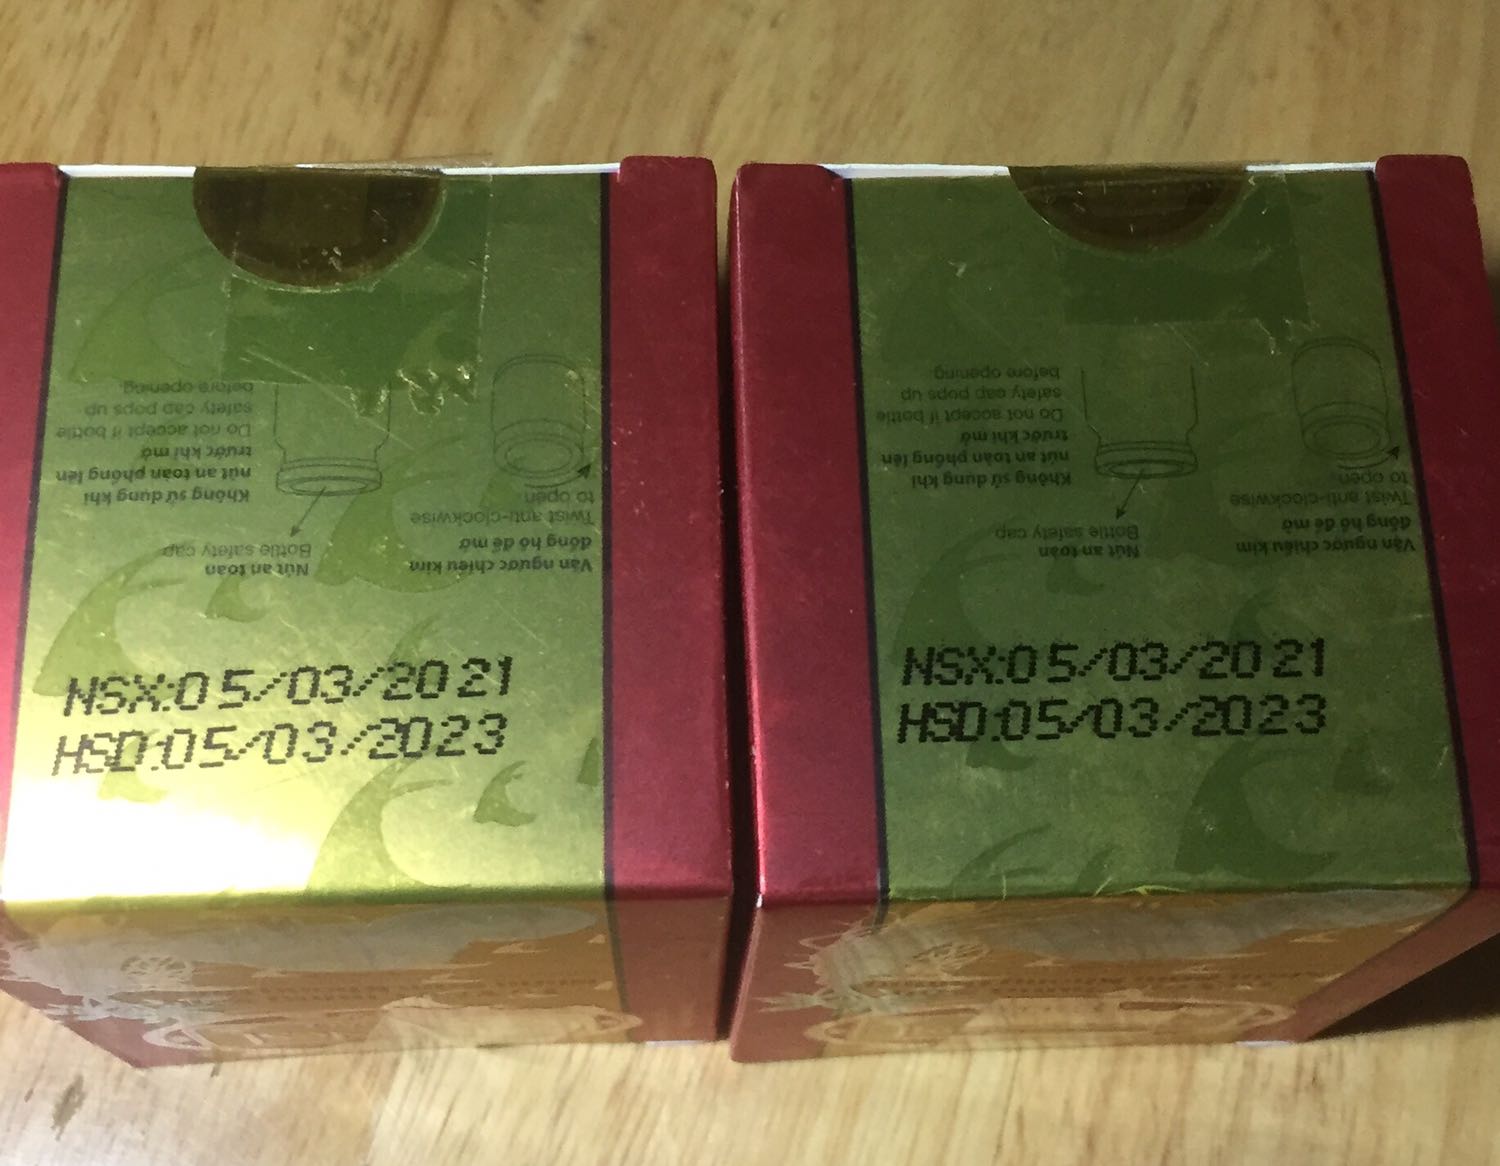 Vặn ngược chiều kim
đồng hồ để mở
Twist anti-clockwise
to open
Nút an toàn
Bottle safety cap
Không sử dụng khi
nút an toàn phồng lên
trước khi mở
Do not accept if bottle
safety cap pops up
before opening.
NSX:05/03/2021
HSD:05/03/2023
Vặn ngược chiều kim
đồng hồ để mở
Twist anti-clockwise
to open
Nút an toàn
Bottle safety cap
Không sử dụng khi
nút an toàn phồng lên
trước khi mở
Do not accept if bottle
safety cap pops up
before opening.
NSX:05/03/2021
HSD:05/03/2023